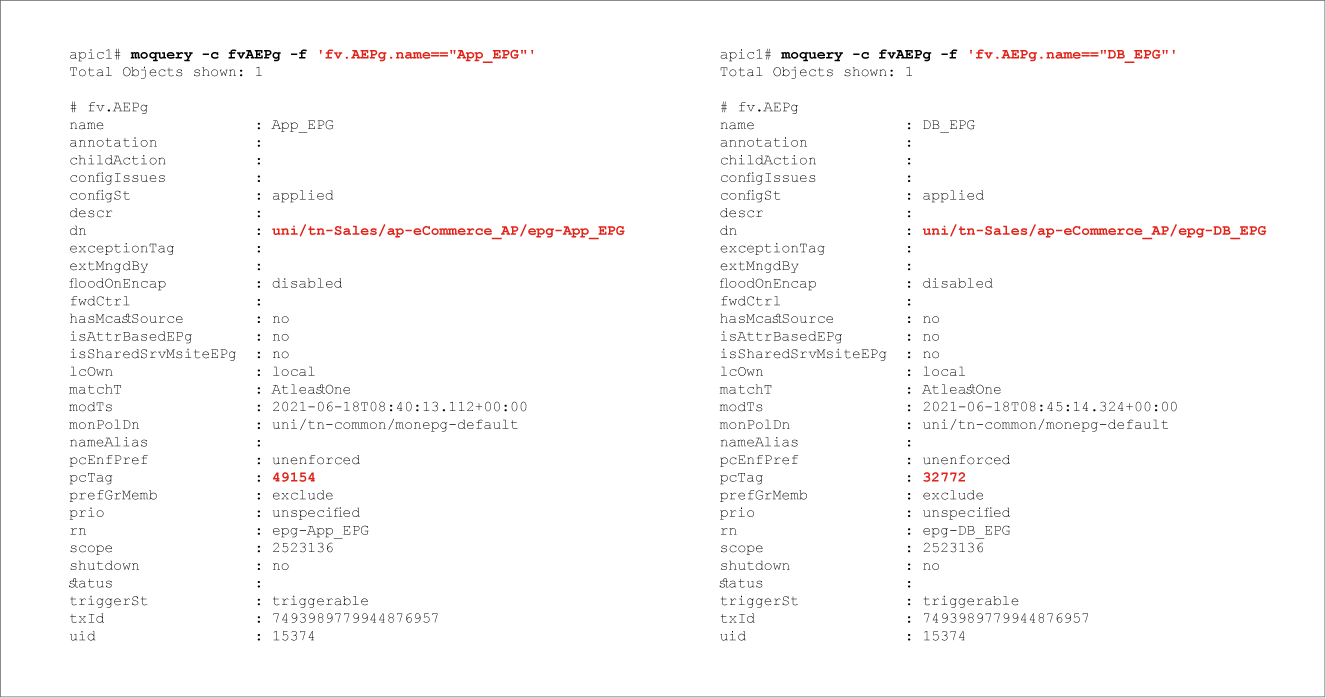 apic1# moquery -c fvAEPg -f 'fv.AEPg.name=="App_EPG"'
Total Objects shown: 1
# fv.AEPg
name : App_EPG
annotation :
childAction :
configIssues :
configSt : applied
descr :
dn : uni/tn-Sales/ap-eCommerce_AP/epg-App_EPG
exceptionTag :
extMngdBy :
floodOnEncap : disabled
fwdCtrl :
hasMcastSource : no
isAttrBasedEPg : no
isSharedSrvMsiteEPg : no
lcOwn : local
matchT : AtleastOne
modTs : 2021-06-18T08:40:13.112+00:00
monPolDn : uni/tn-common/monepg-default
nameAlias :
pcEnfPref : unenforced
pcTag : 49154
prefGrMemb : exclude
prio : unspecified
rn : epg-App_EPG
scope : 2523136
shutdown : no
status :
triggerSt : triggerable
txId : 7493989779944876957
uid : 15374
apic1# moquery -c fvAEPg -f 'fv.AEPg.name=="DB_EPG"'
Total Objects shown: 1
# fv.AEPg
name : DB_EPG
annotation :
childAction :
configIssues :
configSt : applied
descr :
dn : uni/tn-Sales/ap-eCommerce_AP/epg-DB_EPG
exceptionTag :
extMngdBy :
floodOnEncap : disabled
fwdCtrl :
hasMcastSource : no
isAttrBasedEPg : no
isSharedSrvMsiteEPg : no
lcOwn : local
matchT : AtleastOne
modTs : 2021-06-18T08:45:14.324+00:00
monPolDn : uni/tn-common/monepg-default
nameAlias :
pcEnfPref : unenforced
pcTag : 32772
prefGrMemb : exclude
prio : unspecified
rn : epg-DB_EPG
scope : 2523136
shutdown : no
status :
triggerSt : triggerable
txId : 7493989779944876957
uid : 15374